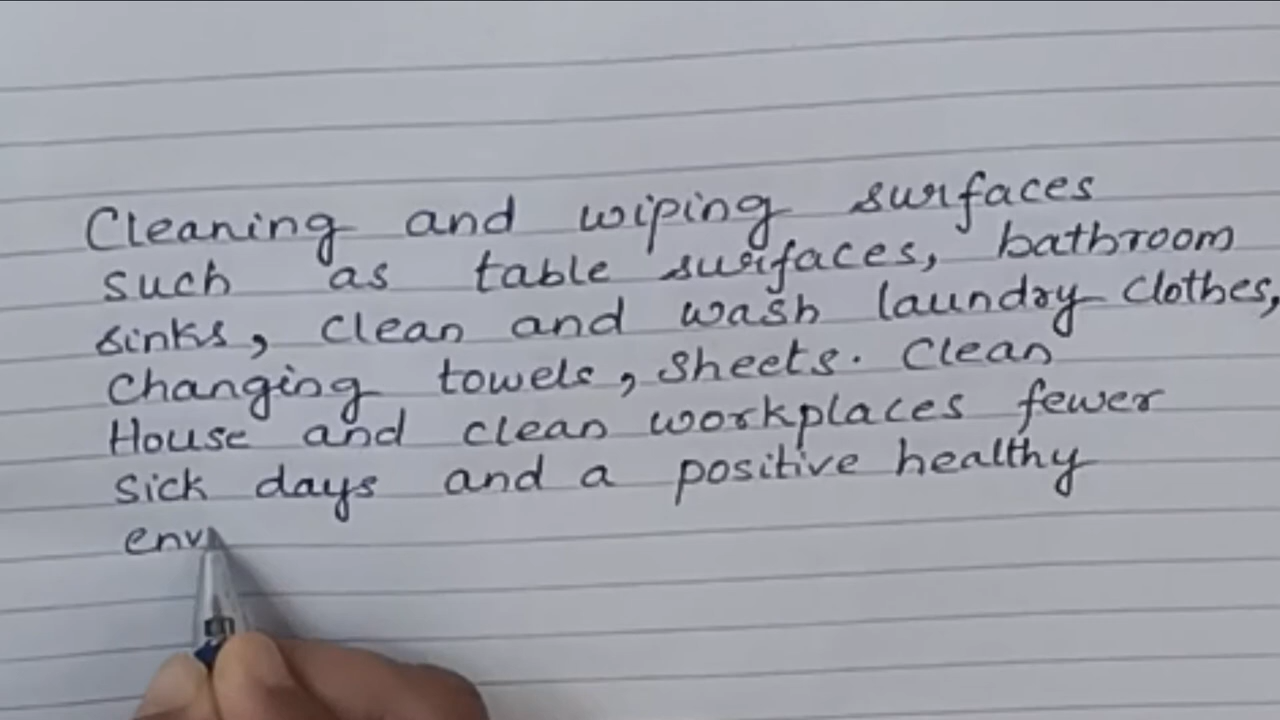 Cleaning and wiping surfaces
such as table surfaces, bathroom
sinks, clean and wash laundry clothes,
changing towels, sheets. Clean
House and clean workplaces fewer
sick days and a positive healthy
env